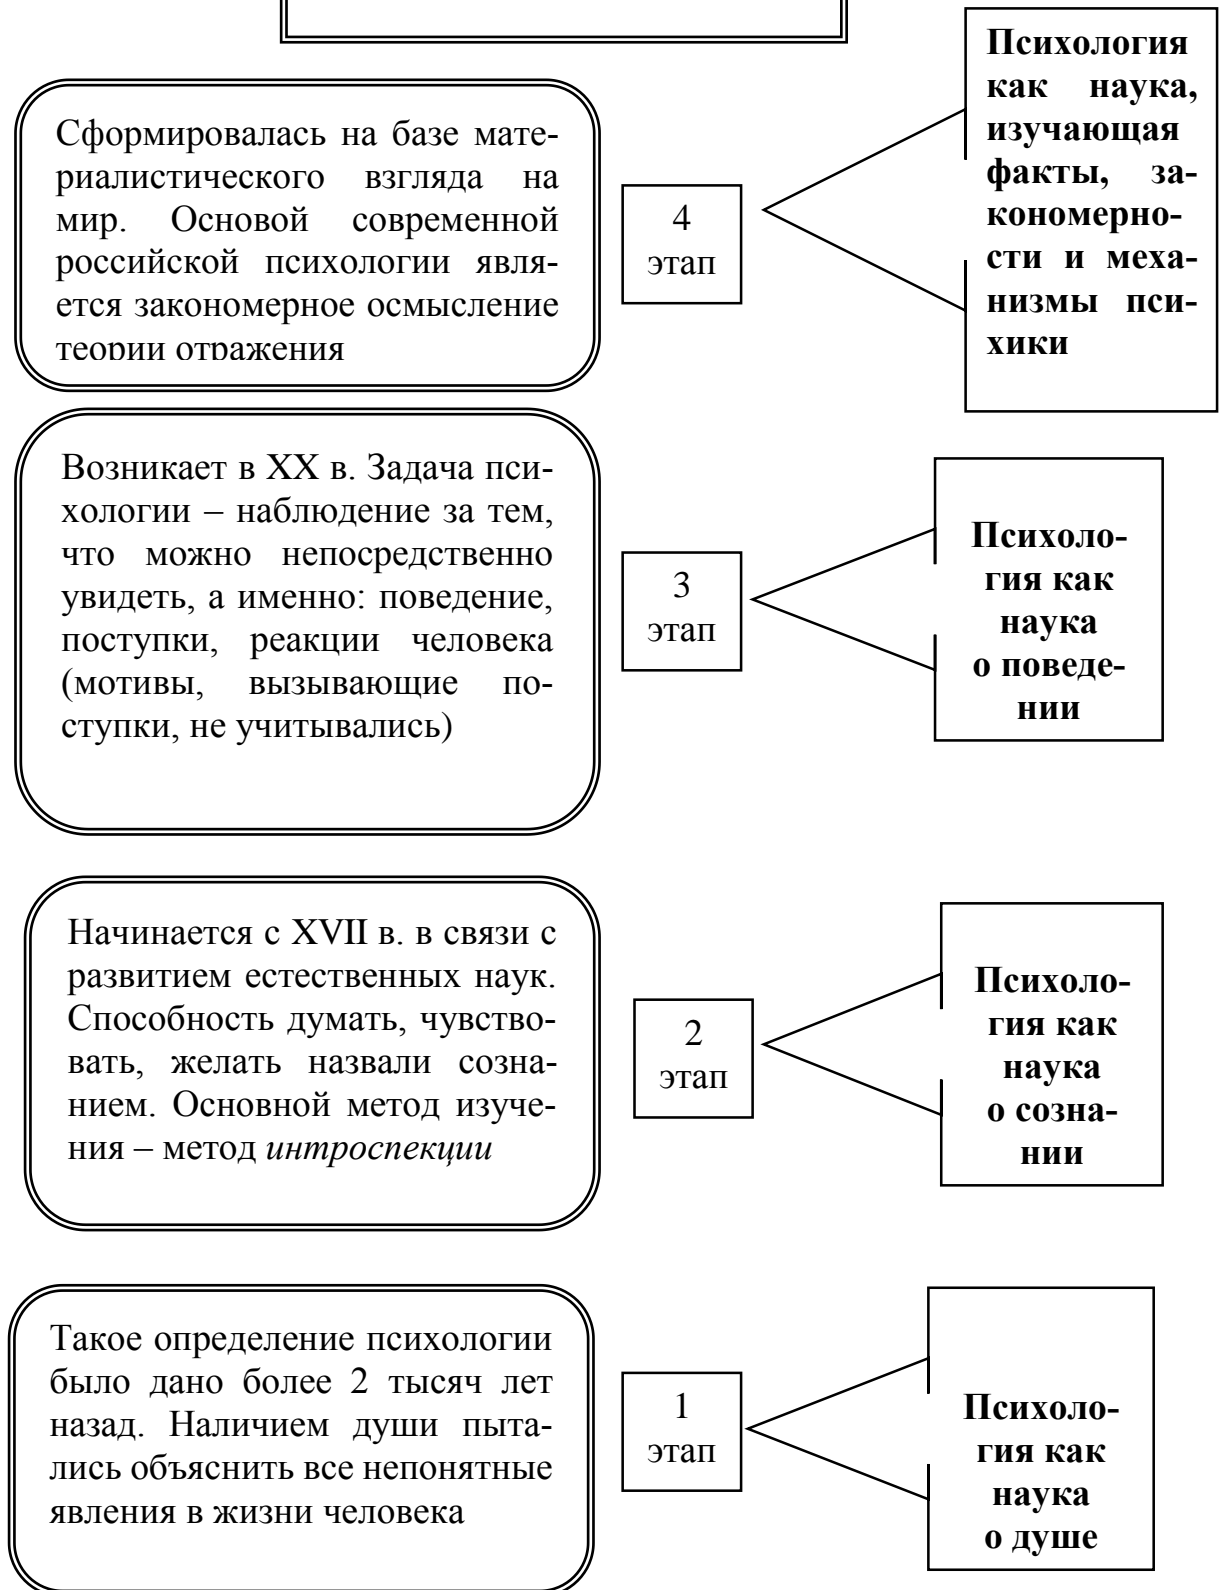 Сформировалась на базе мате-
риалистического взгляда на
мир. Основой современной
российской психологии явля-
ется закономерное осмысление
теории отражения
4
этап
Психология
как наука,
изучающая
факты, за-
кономерно-
сти и меха-
низмы пси-
хики
Возникает в XX в. Задача пси-
хологии – наблюдение за тем,
что можно непосредственно
увидеть, а именно: поведение,
поступки, реакции человека
(мотивы, вызывающие по-
ступки, не учитывались)
3
этап
Психоло-
гия как
наука
о поведе-
нии
Начинается с XVII в. в связи с
развитием естественных наук.
Способность думать, чувство-
вать, желать назвали созна-
нием. Основной метод изуче-
ния – метод интроспекции
2
этап
Психоло-
гия как
наука
о созна-
нии
Такое определение психологии
было дано более 2 тысяч лет
назад. Наличием души пыта-
лись объяснить все непонятные
явления в жизни человека
1
этап
Психоло-
гия как
наука
о душе